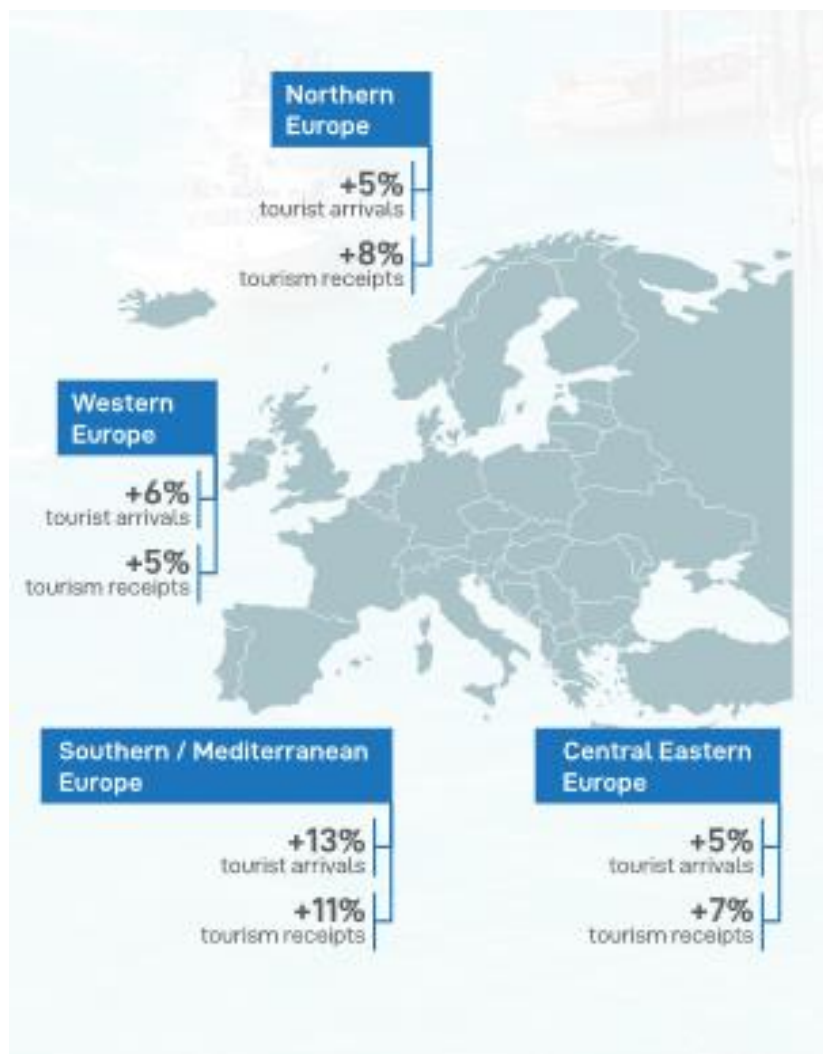 Northern
Europe
+5%
tourist arrivals
+8%
tourism receipts
Western
Europe
+6%
tourist arrivals
+5%
tourism receipts
Southern / Mediterranean
Europe
+13%
tourist arrivals
+11%
tourism receipts
Central Eastern
Europe
+5%
tourist arrivals
+7%
tourism receipts